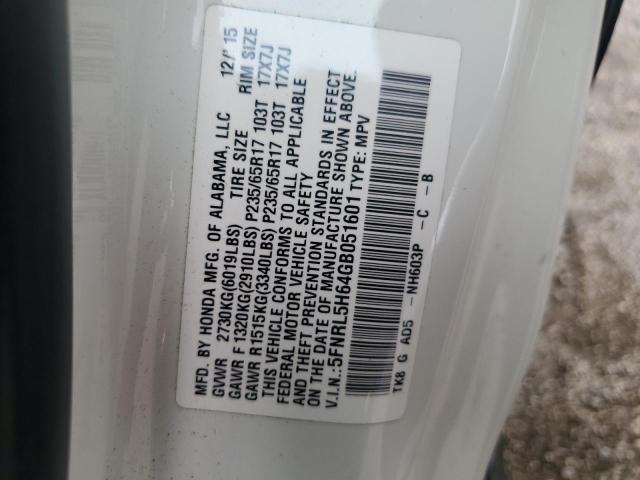 MFD. BY HONDA MFG. OF ALABAMA, LLC 12/ 15
GVWR 2730KG(6019LBS) TIRE SIZE RIM SIZE
GAWR F 1320KG(2910LBS) P235/65R17 103T 17X7J
GAWR R1515KG(3340LBS) P235/65R17 103T 17X7J
THIS VEHICLE CONFORMS TO ALL APPLICABLE
FEDERAL MOTOR VEHICLE SAFETY
AND THEFT PREVENTION STANDARDS IN EFFECT
ON THE DATE OF MANUFACTURE SHOWN ABOVE.
V.I.N.:5FNRL5H64GB051601 TYPE: MPV
TK8 G AD5 -NH603P -C -B